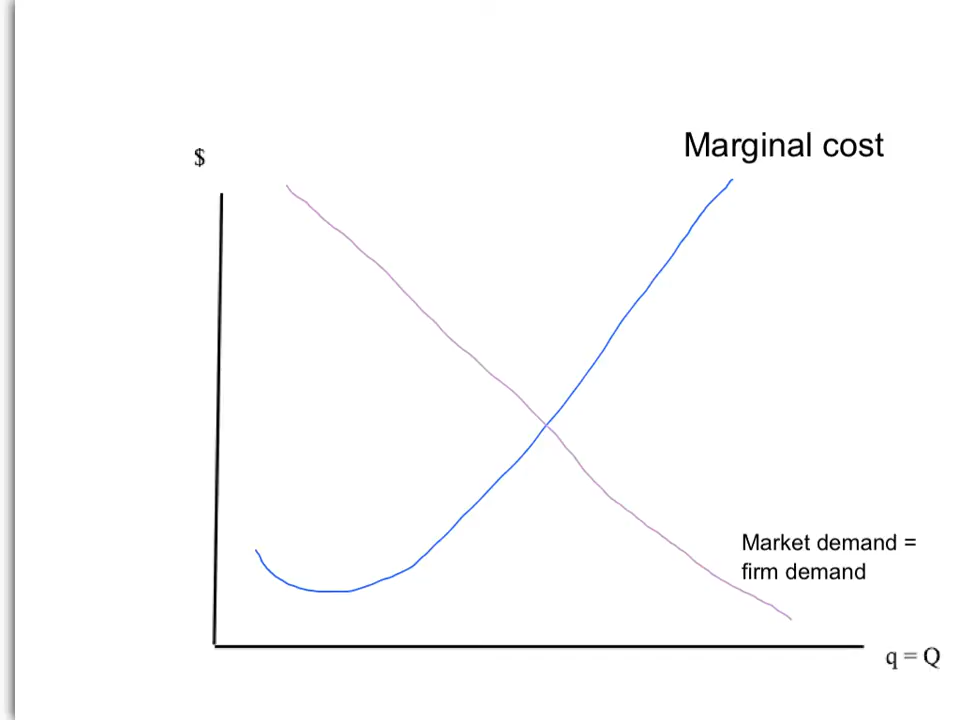 Marginal cost
$
Market demand =
firm demand
q = Q